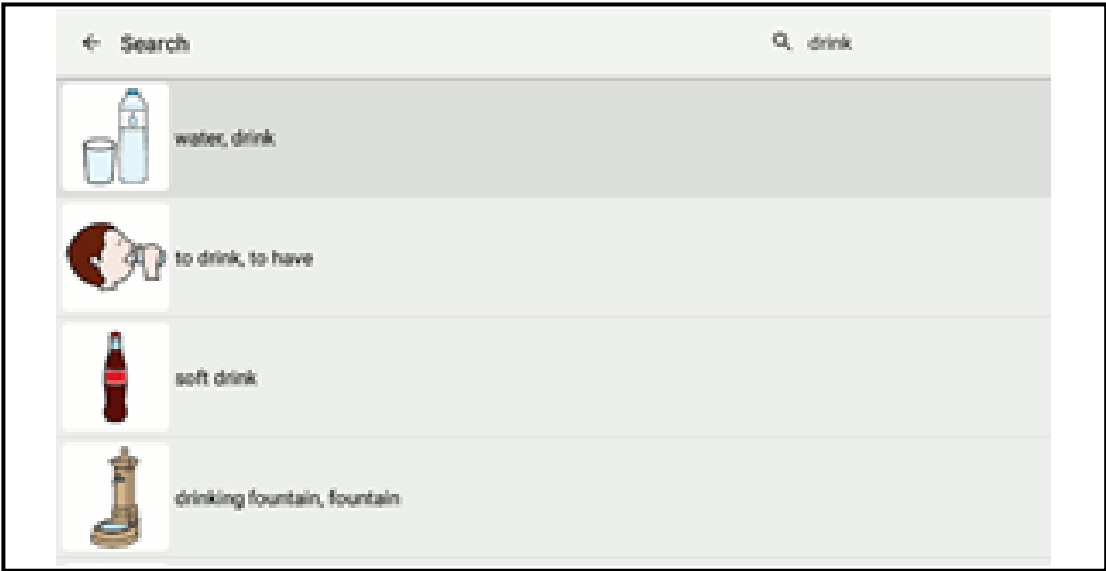 Search
drink
water, drink
to drink, to have
soft drink
drinking fountain, fountain